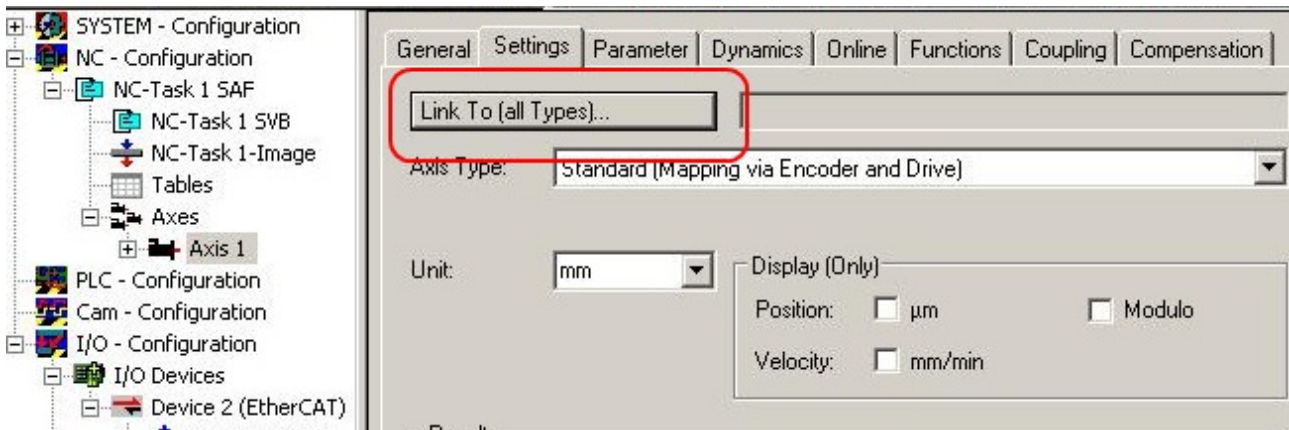 SYSTEM - Configuration
NC - Configuration
NC-Task 1 SAF
NC-Task 1 SVB
NC-Task 1-Image
Tables
Axes
Axis 1
PLC - Configuration
Cam - Configuration
I/O - Configuration
I/O Devices
Device 2 (EtherCAT)
General Settings Parameter Dynamics Online Functions Coupling Compensation
Link To (all Types)...
Axis Type: Standard (Mapping via Encoder and Drive)
Unit: mm
Display (Only)
Position: µm Modulo
Velocity: mm/min